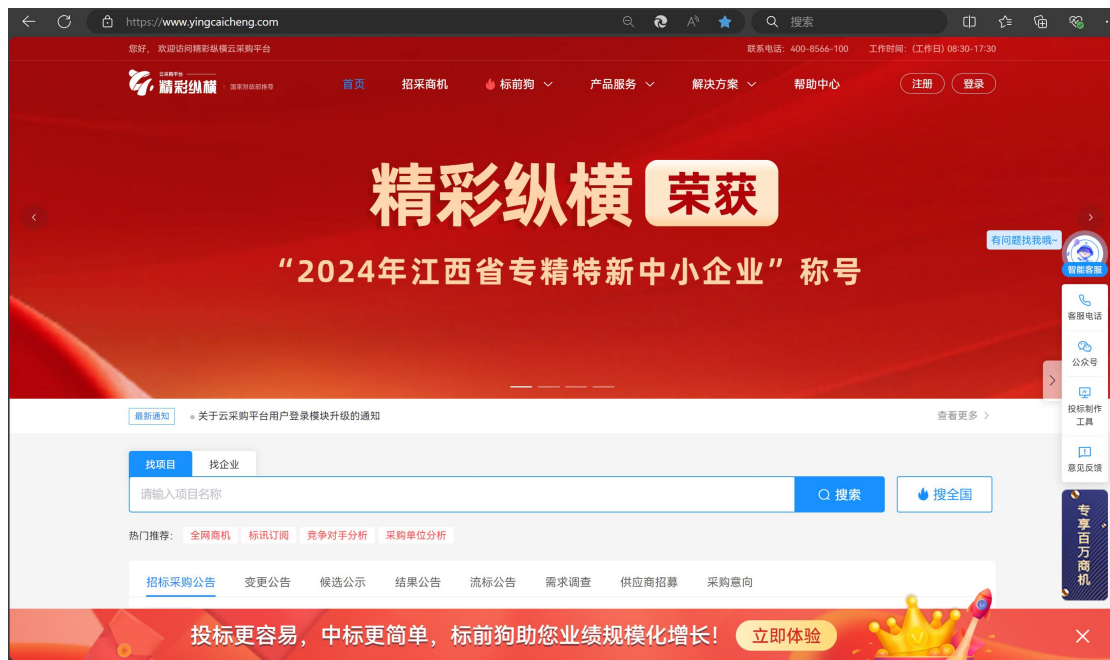 https://www.yingcaicheng.com
搜索
您好, 欢迎访问精彩纵横云采购平台
联系电话: 400-8566-100 工作时间: (工作日) 08:30-17:30
云采购平台
精彩纵横 国家财政部推荐
首页 招采商机 标前狗 产品服务 解决方案 帮助中心 注册 登录
精彩纵横 荣获
“2024年江西省专精特新中小企业” 称号
有问题找我哦~
智能客服
客服电话
公众号
投标制作
工具
意见反馈
最新通知 关于云采购平台用户登录模块升级的通知 查看更多
找项目 找企业
请输入项目名称 搜索 搜全国
热门推荐: 全网商机 标讯订阅 竞争对手分析 采购单位分析
专享百万商机
招标采购公告 变更公告 候选公示 结果公告 流标公告 需求调查 供应商招募 采购意向
投标更容易, 中标更简单, 标前狗助您业绩规模化增长! 立即体验